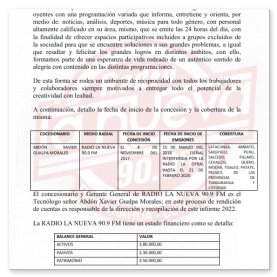 oyentes con una programación variada que informa, entretiene y orienta, por
medio de: noticias, análisis, deportes, música para todo género, con personal
altamente calificado en su área, mismo, que se emite las 24 horas del día, con
la finalidad de ofrecer espacios participativos incluidos a grupos excluidos de
la sociedad para que se encuentre soluciones a sus grandes problemas, a igual
que resaltar y felicitar los grandes logros en distintos ámbitos, con ello,
formamos parte de una esperanza de vida rodeado de un auténtico sentido de
alegría con contenido en las distintas programaciones.
De esta forma se rodea un ambiente de reciprocidad con todos los trabajadores
y colaboradores siempre motivados a entregar todo el potencial de la
creatividad con lealtad.
A continuación, detallo la fecha de inicio de la concesión y la cobertura de la
misma:
COCESIONARIO MEDIO RADIAL FECHA DE INICIO CONCESIÓN FECHA DE INICIO DE EMISIONES COBERTURA
ABDÓN XAVIER GUALPA MORALES
RADIO LA NUEVA 90.9 FM
EL 8 DE NOVIEMBRE DEL 2017
15 DE MARZO DEL 2018 (SEÑAL INTERFERIDA POR LA RADIO LA OTRA) HASTA EL 21 DE FEBRERO 2020
LATACUNGA, AMBATO, SAQUISILÍ, PUJILÍ, SALCEDO, PÍLLARO, CEVALLOS, QUERO, MOCHA, TISALEO, PATATE, PELILEO, DE LAS PROVINCIAS DE TUNGURAHUA Y COTOPAXI
El concesionario y Gerente General de RADIO LA NUEVA 90.9 FM es el
Tecnólogo señor Abdón Xavier Gualpa Morales; en este proceso de rendición
de cuentas es responsable de la dirección y recopilación de este informe 2022.
La RADIO LA NUEVA 90.9 FM tiene un estado financiero como se detalla:
BALANCE GENERAL VALOR
ACTIVOS $ 80.000,00
PASIVOS $ 30.000,00
PATRIMONIO $ 50.000,00